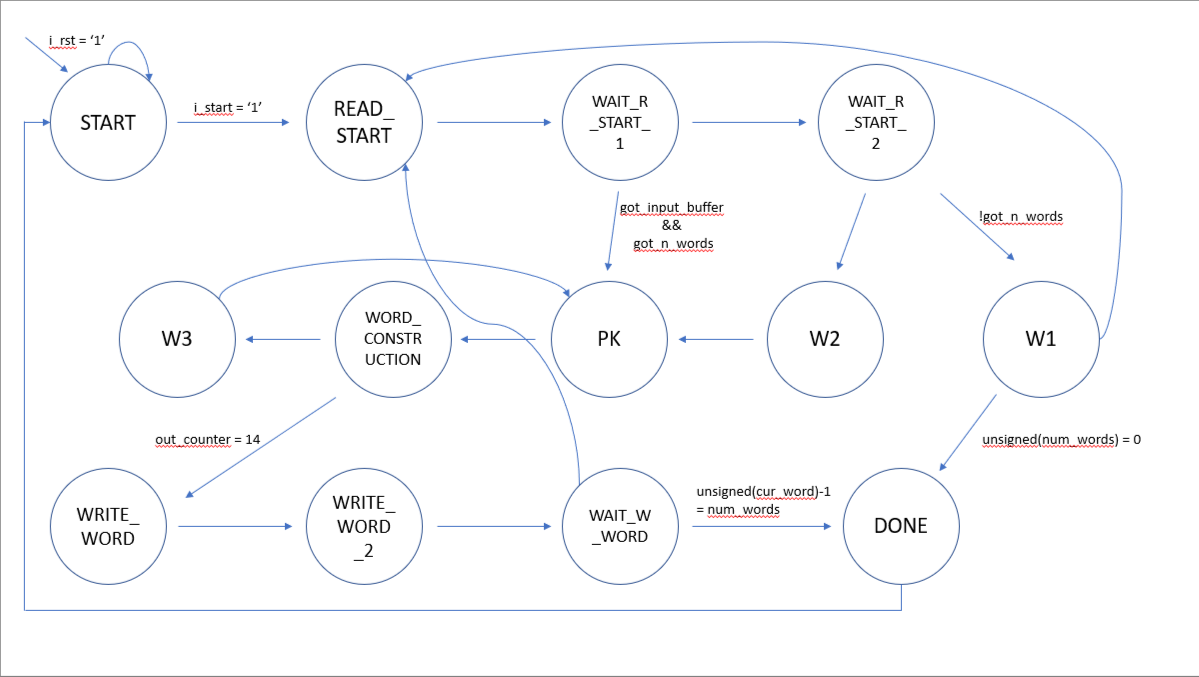 i_rst = ‘1’
START
i_start = ‘1’
READ_
START
WAIT_R
_START_
1
WAIT_R
_START_
2
got_input_buffer
&&
got_n_words
!got_n_words
W3
WORD_
CONSTR
UCTION
PK
W2
W1
out_counter = 14
unsigned(num_words) = 0
WRITE_
WORD
WRITE_
WORD
_2
WAIT_W
_WORD
unsigned(cur_word)-1
= num_words
DONE